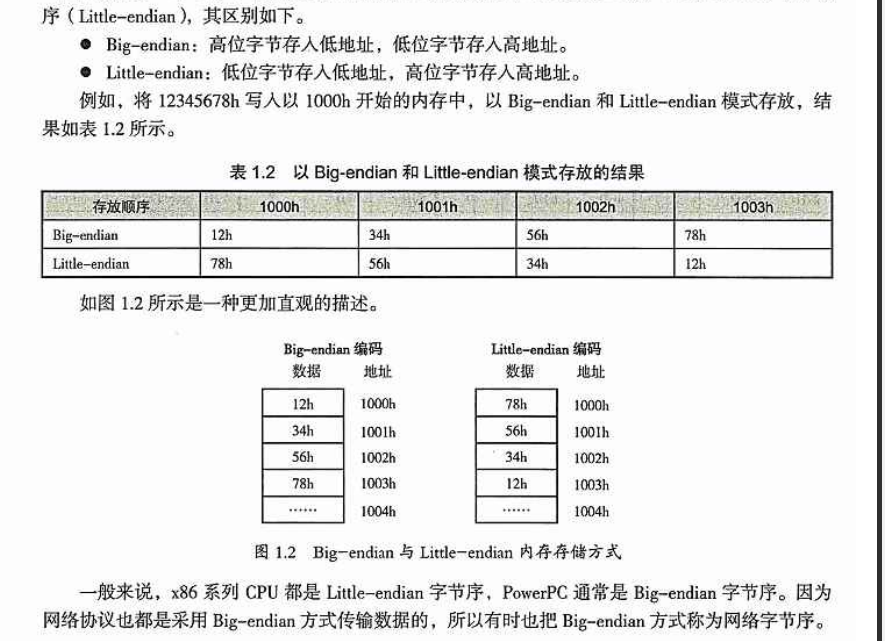 序（Little-endian），其区别如下。
● Big-endian：高位字节存入低地址，低位字节存入高地址。
● Little-endian：低位字节存入低地址，高位字节存入高地址。
例如，将 12345678h 写入以 1000h 开始的内存中，以 Big-endian 和 Little-endian 模式存放，结
果如表 1.2 所示。
表 1.2 以 Big-endian 和 Little-endian 模式存放的结果
存放顺序 1000h 1001h 1002h 1003h
Big-endian 12h 34h 56h 78h
Little-endian 78h 56h 34h 12h
如图 1.2 所示是一种更加直观的描述。
Big-endian 编码 Little-endian 编码
数据 地址 数据 地址
12h 1000h 78h 1000h
34h 1001h 56h 1001h
56h 1002h 34h 1002h
78h 1003h 12h 1003h
…… 1004h …… 1004h
图 1.2 Big-endian 与 Little-endian 内存存储方式
一般来说，x86 系列 CPU 都是 Little-endian 字节序，PowerPC 通常是 Big-endian 字节序。因为
网络协议也都是采用 Big-endian 方式传输数据的，所以有时也把 Big-endian 方式称为网络字节序。